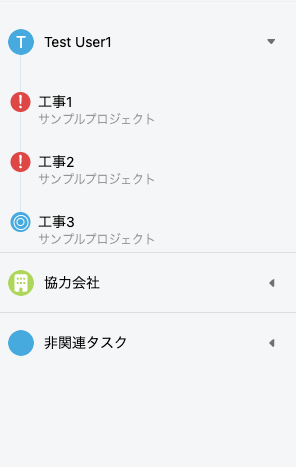 T Test User1
! 工事1
サンプルプロジェクト
! 工事2
サンプルプロジェクト
工事3
サンプルプロジェクト
協力会社
非関連タスク